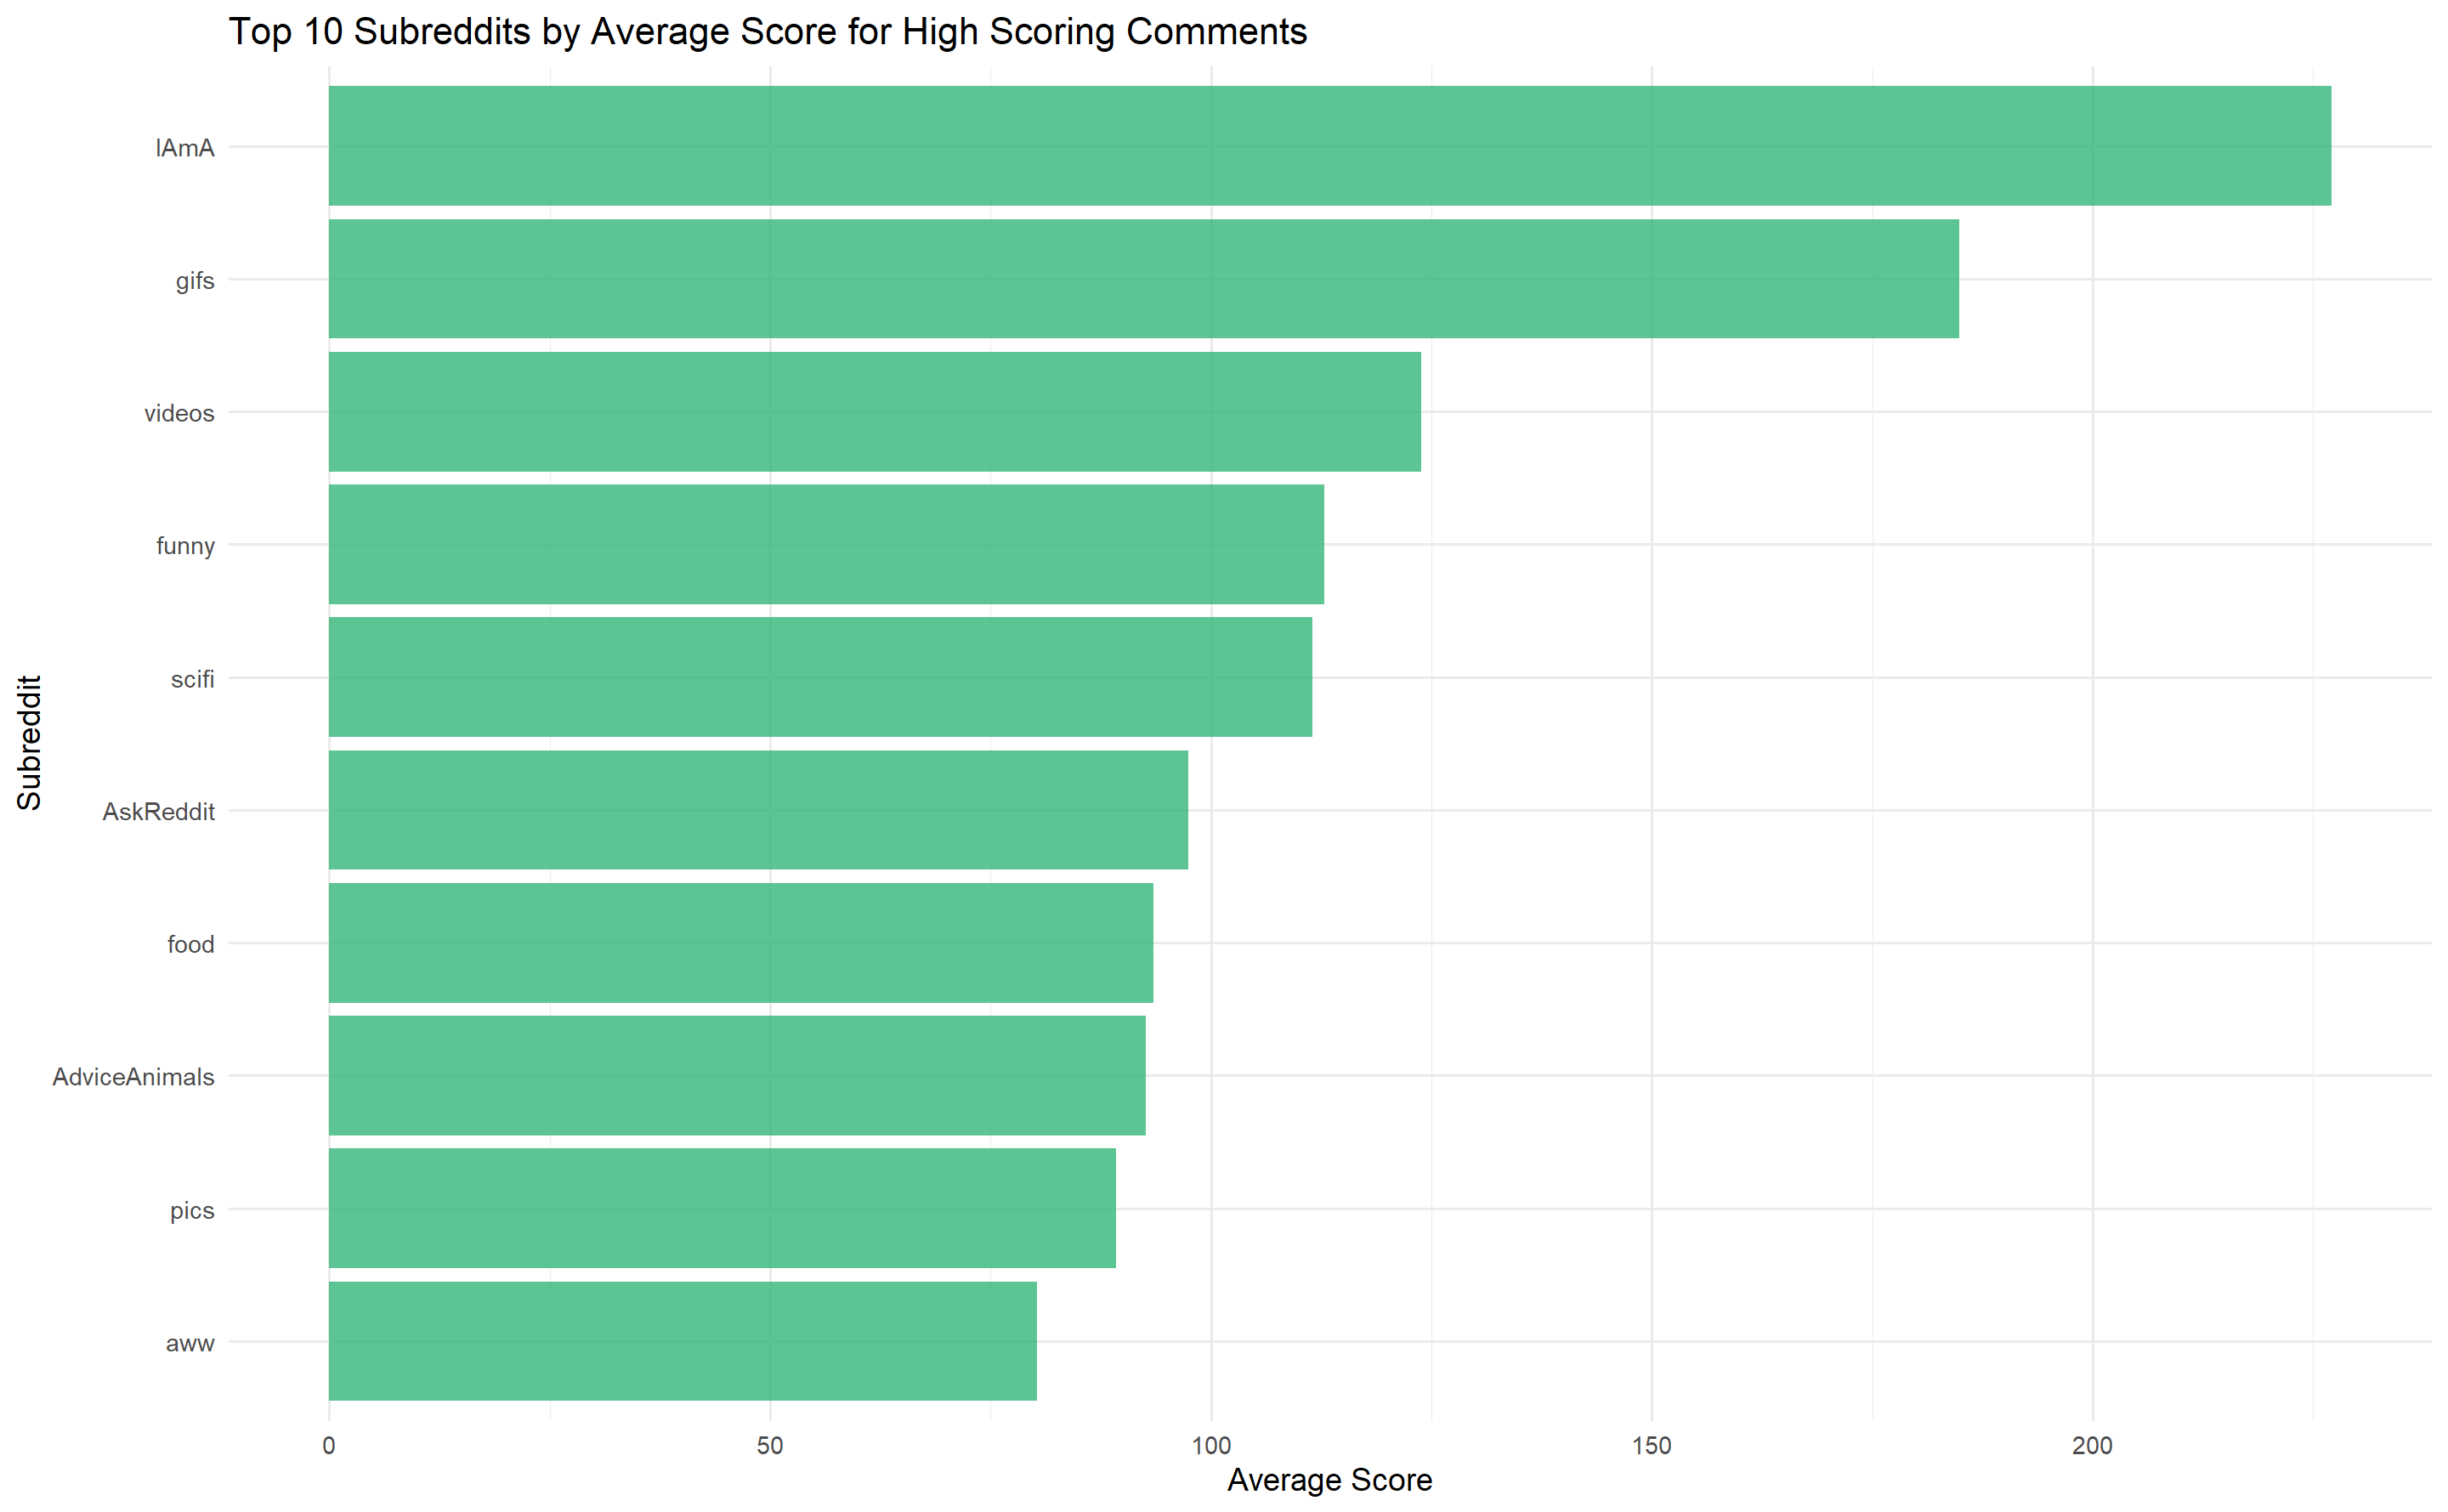 Top 10 Subreddits by Average Score for High Scoring Comments
Subreddit
IAmA
gifs
videos
funny
scifi
AskReddit
food
AdviceAnimals
pics
aww
0 50 100 150 200
Average Score